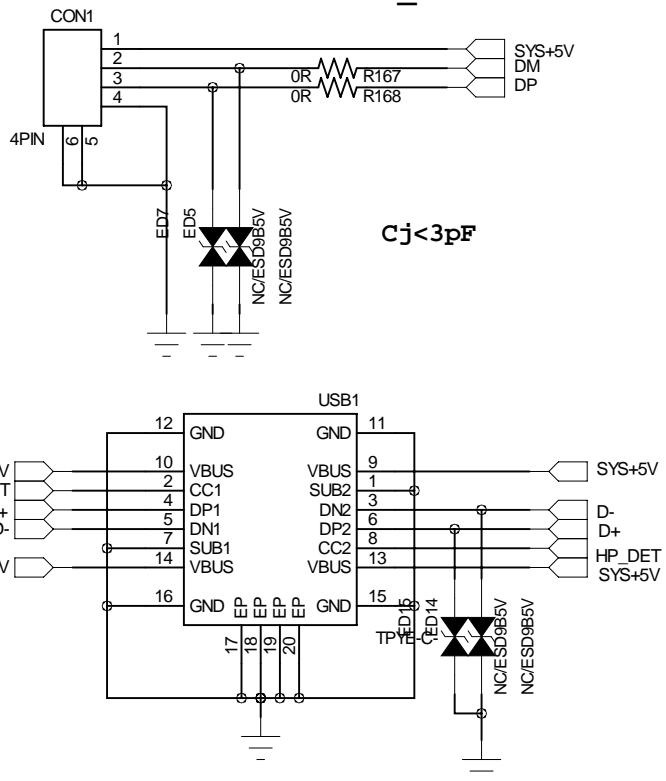 _
CON1
1
2
3
4
SYS+5V
DM
DP
0R
R167
0R
R168
4PIN
6
5
ED7
ED5
NC/ESD9B5V
NC/ESD9B5V
Cj<3pF
USB1
12
GND
GND
11
V
10
VBUS
VBUS
9
SYS+5V
T
2
CC1
SUB2
1
+
4
DP1
DN2
3
D-
D-
5
DN1
DP2
6
D+
7
SUB1
CC2
8
HP_DET
V
14
VBUS
VBUS
13
SYS+5V
16
GND
EP
EP
EP
EP
GND
15
17
18
19
20
TPYE-C-
ED15
ED14
NC/ESD9B5V
NC/ESD9B5V